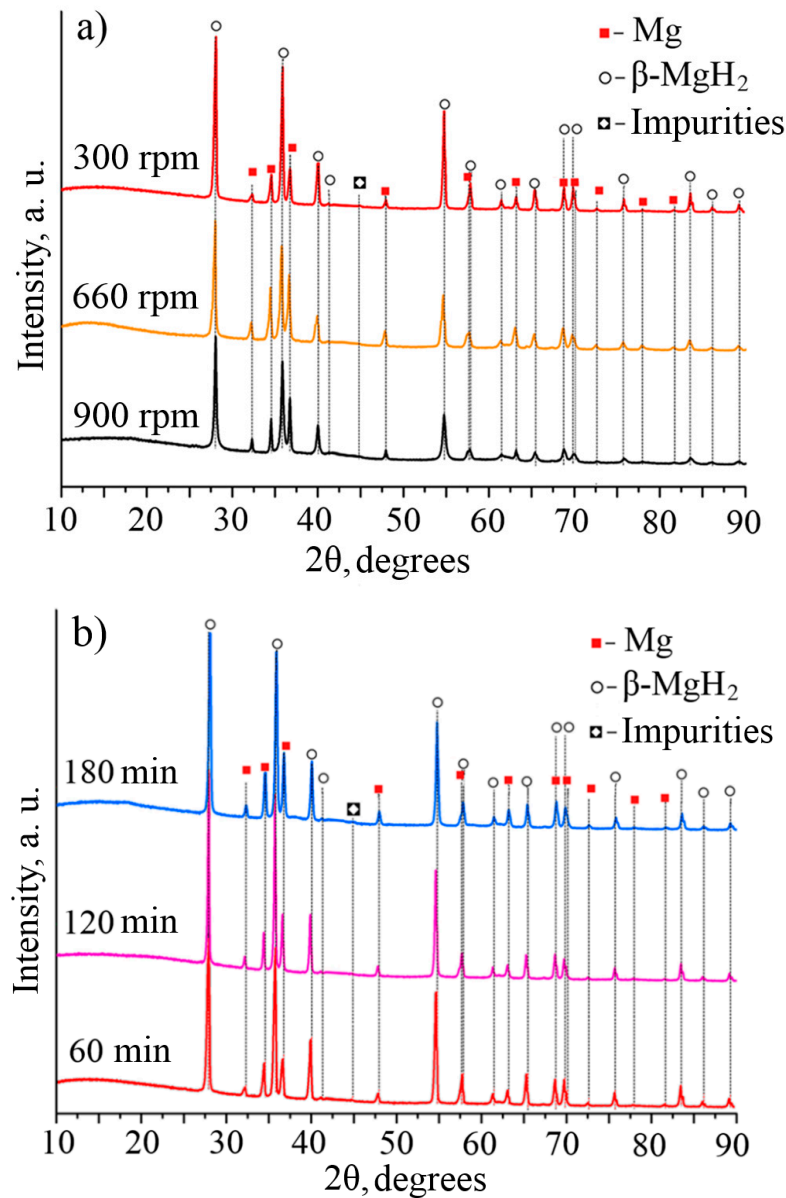 a)
Mg
β-MgH₂
Impurities
300 rpm
660 rpm
900 rpm
Intensity, a. u.
10 20 30 40 50 60 70 80 90
2θ, degrees
b)
Mg
β-MgH₂
Impurities
180 min
120 min
60 min
Intensity, a. u.
10 20 30 40 50 60 70 80 90
2θ, degrees